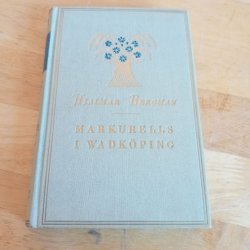 Hjalmar Bergman
MARKURELLS
I WADKÖPING